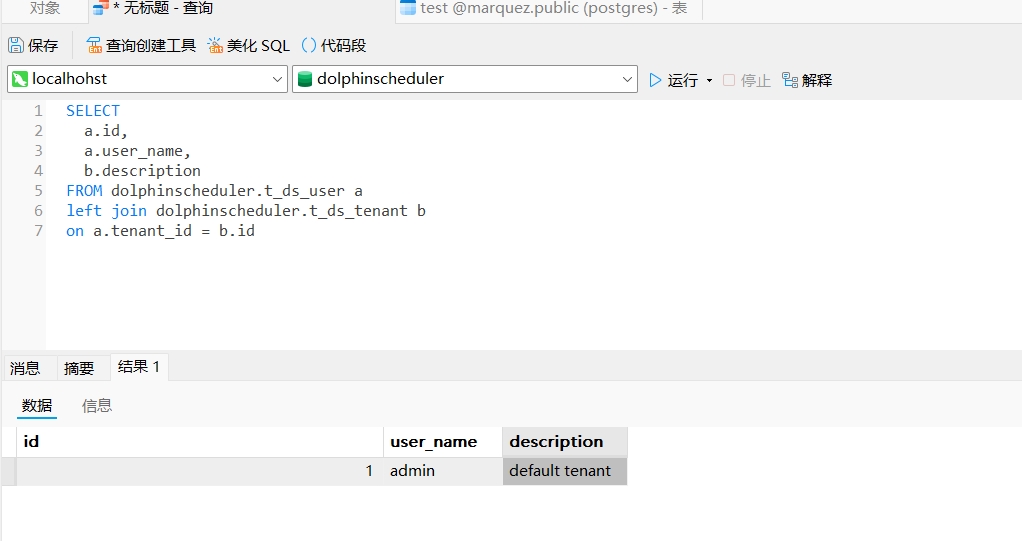 对象
* 无标题 - 查询
test @marquez.public (postgres) - 表
保存
查询创建工具
美化 SQL
() 代码段
localhohst
dolphinscheduler
运行
停止
解释
1 SELECT
2 a.id,
3 a.user_name,
4 b.description
5 FROM dolphinscheduler.t_ds_user a
6 left join dolphinscheduler.t_ds_tenant b
7 on a.tenant_id = b.id
消息 摘要 结果 1
数据 信息
id user_name description
1 admin default tenant